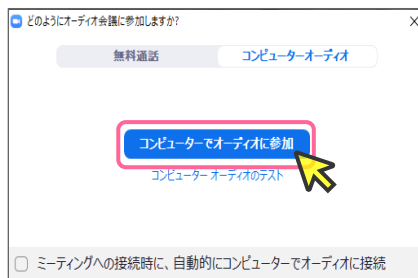 どのようにオーディオ会議に参加しますか?
無料通話
コンピューターオーディオ
コンピューターでオーディオに参加
コンピューター オーディオのテスト
ミーティングへの接続時に、自動的にコンピューターでオーディオに接続